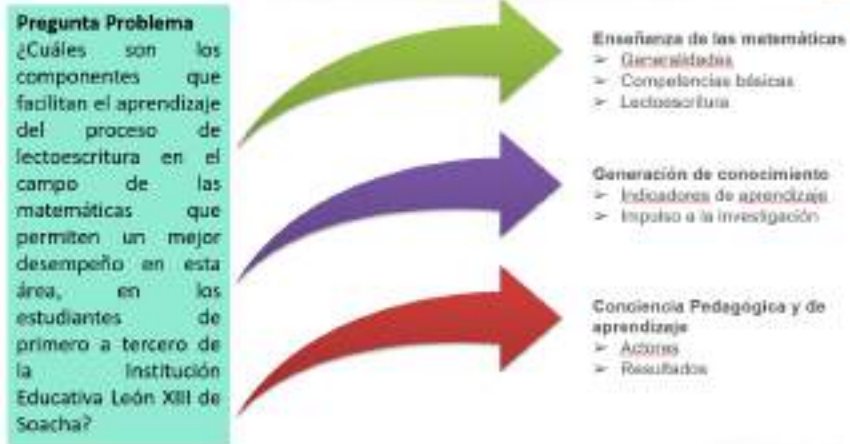 Pregunta Problema
¿Cuáles son los
componentes que
facilitan el aprendizaje
del proceso de
lectoescritura en el
campo de las
matemáticas que
permiten un mejor
desempeño en esta
área, en los
estudiantes de
primero a tercero de
la Institución
Educativa León XIII de
Soacha?
Enseñanza de las matemáticas
➢ Generalidades
➢ Competencias básicas
➢ Lectoescritura
Generación de conocimiento
➢ Indicadores de aprendizaje
➢ Impulso a la investigación
Conciencia Pedagógica y de
aprendizaje
➢ Actores
➢ Resultados